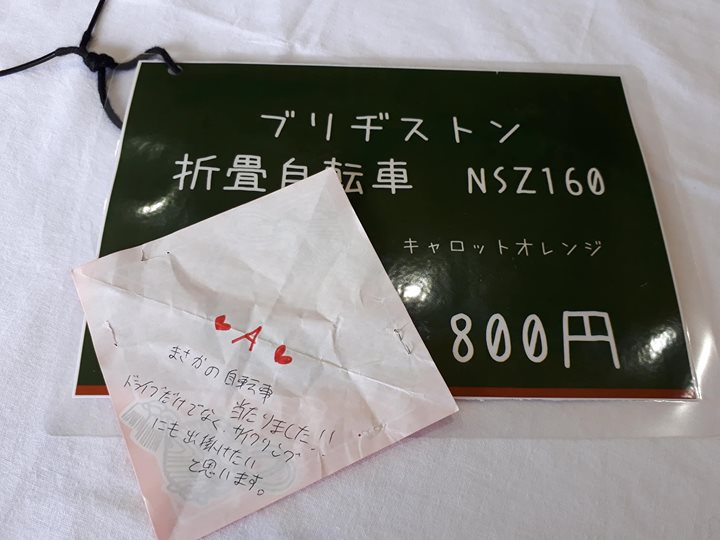 ブリヂストン
折畳自転車 NSZ160
キャロットオレンジ
800円
A
まさかの自転車
当たりました!!
ドライブだけでなく、サイクリング
にも出掛けたい
と思います。